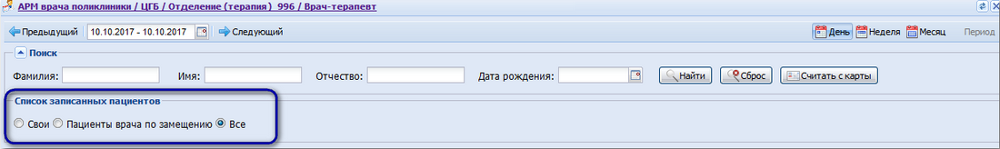 АРМ врача поликлиники / ЦГБ / Отделение (терапия) 996 / Врач-терапевт
Предыдущий 10.10.2017 - 10.10.2017 Следующий День Неделя Месяц Период
Поиск
Фамилия: Имя: Отчество: Дата рождения: Найти Сброс Считать с карты
Список записанных пациентов
Свои Пациенты врача по замещению Все